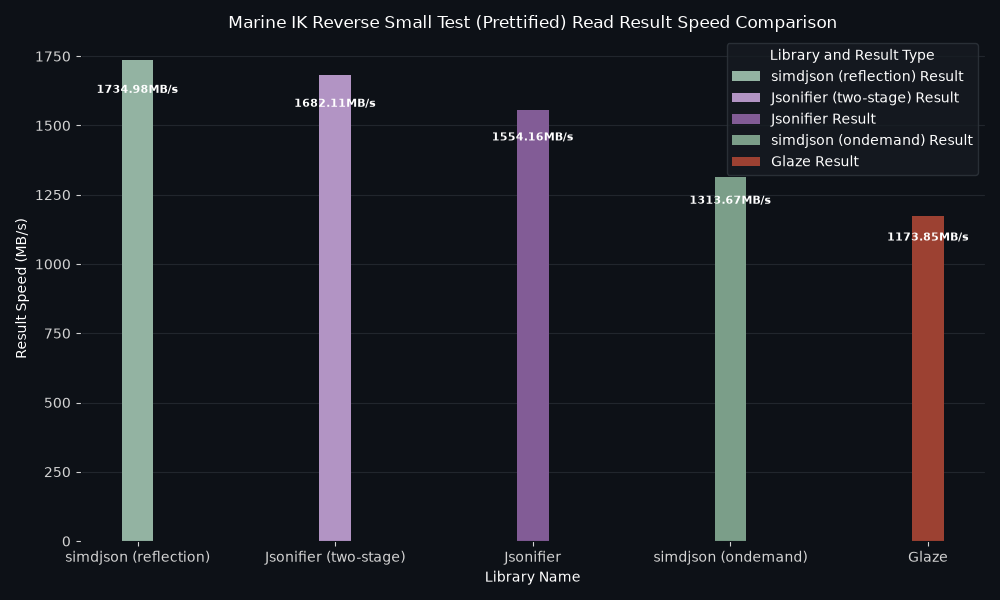 Marine IK Reverse Small Test (Prettified) Read Result Speed Comparison
Library and Result Type
simdjson (reflection) Result
Jsonifier (two-stage) Result
Jsonifier Result
simdjson (ondemand) Result
Glaze Result
1734.98MB/s
1682.11MB/s
1554.16MB/s
1313.67MB/s
1173.85MB/s
Result Speed (MB/s)
1750
1500
1250
1000
750
500
250
0
simdjson (reflection)
Jsonifier (two-stage)
Jsonifier
simdjson (ondemand)
Glaze
Library Name